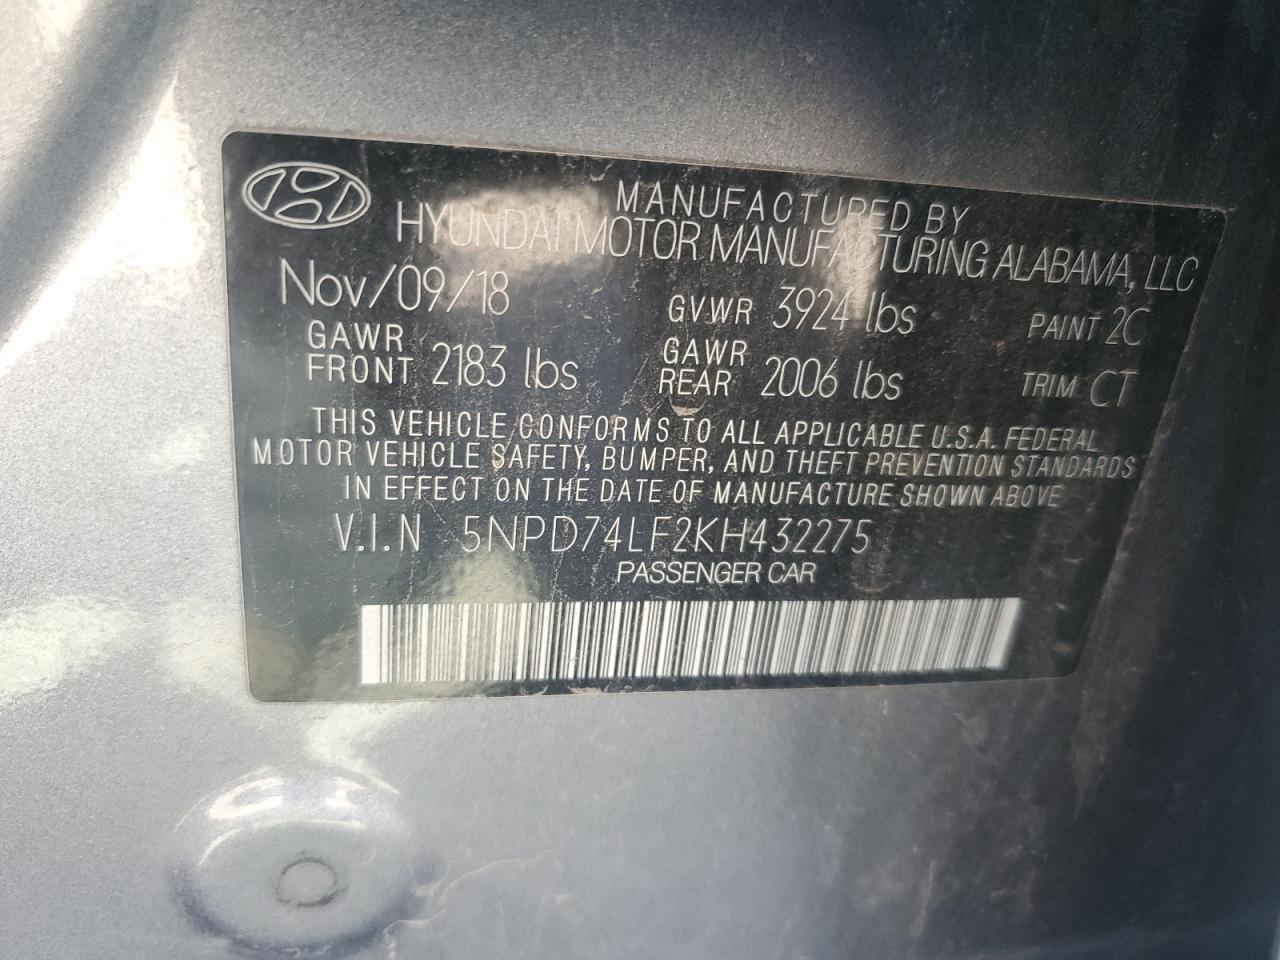 MANUFACTURED BY
HYUNDAI MOTOR MANUFACTURING ALABAMA, LLC
Nov/09/18 GVWR 3924 lbs PAINT 2C
GAWR FRONT 2183 lbs GAWR REAR 2006 lbs TRIM CT
THIS VEHICLE CONFORMS TO ALL APPLICABLE U.S.A. FEDERAL
MOTOR VEHICLE SAFETY, BUMPER, AND THEFT PREVENTION STANDARDS
IN EFFECT ON THE DATE OF MANUFACTURE SHOWN ABOVE
V.I.N 5NPD74LF2KH432275
PASSENGER CAR